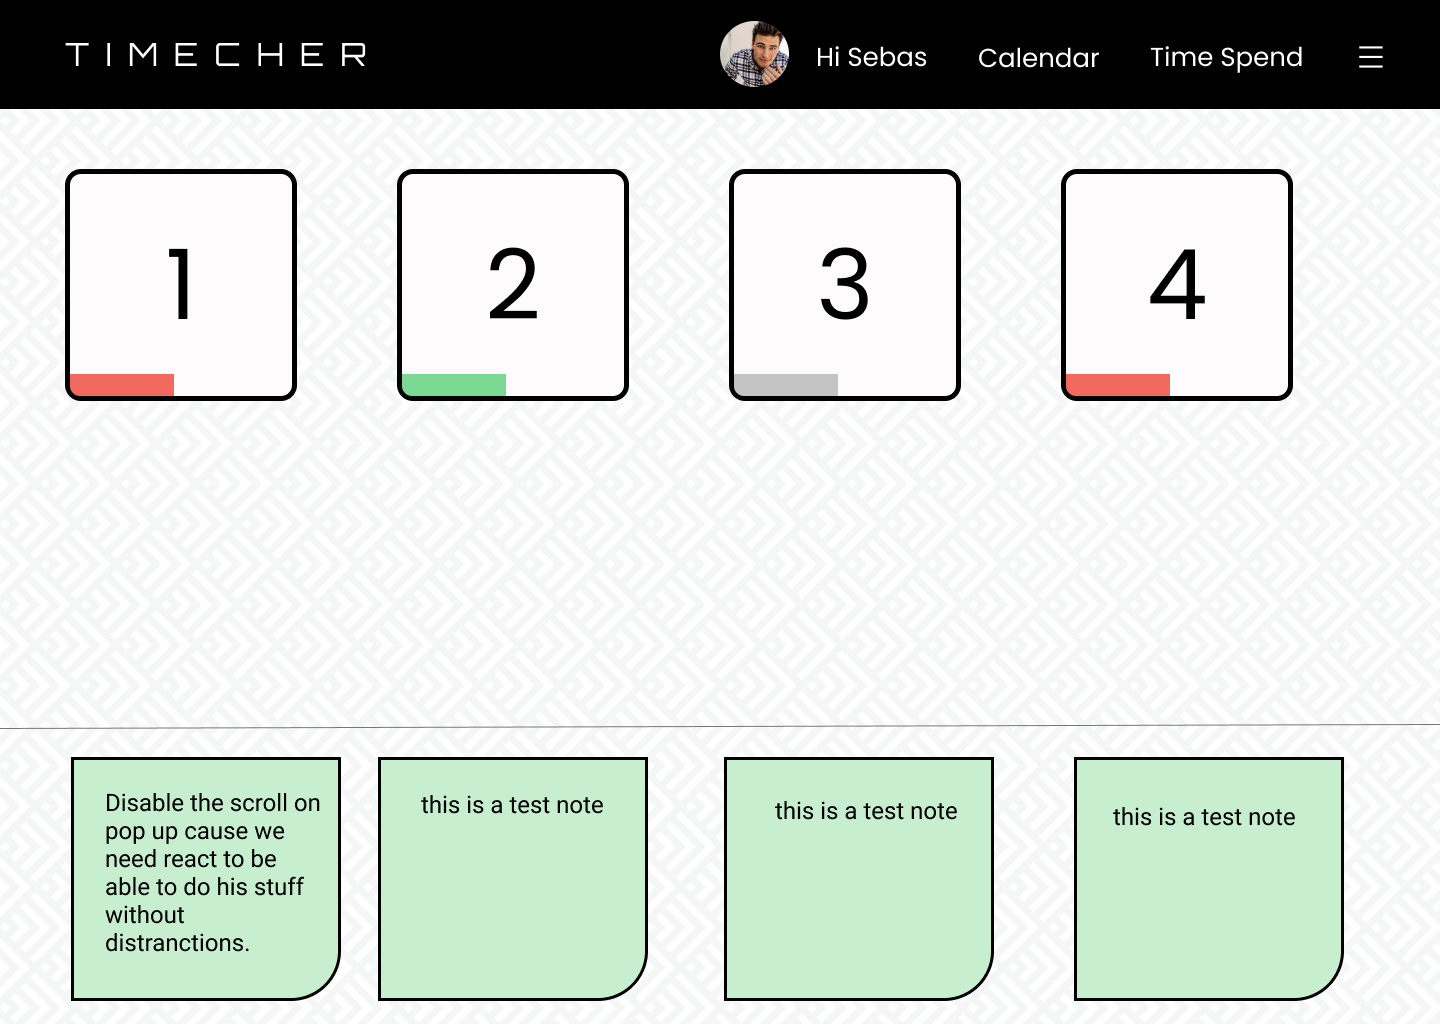 TIMECHER
Hi Sebas
Calendar
Time Spend
1
2
3
4
Disable the scroll on
pop up cause we
need react to be
able to do his stuff
without
distranctions.
this is a test note
this is a test note
this is a test note